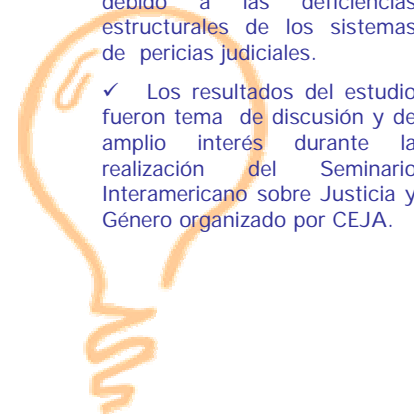 debido a las deficiencias
estructurales de los sistemas
de pericias judiciales.
✓ Los resultados del estudio
fueron tema de discusión y de
amplio interés durante la
realización del Seminario
Interamericano sobre Justicia y
Género organizado por CEJA.